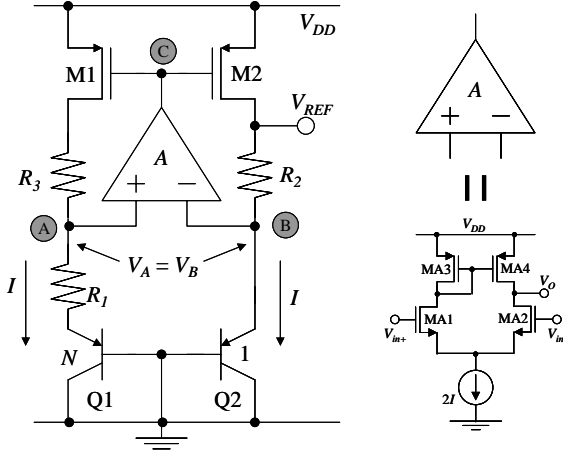 V_DD
C
M1
M2
V_REF
A
R_3
R_2
+
−
A
B
V_A = V_B
I
I
R_1
N
1
Q1
Q2
A
+
−
V_DD
MA3
MA4
V_O
MA1
MA2
V_in+
V_in
2I